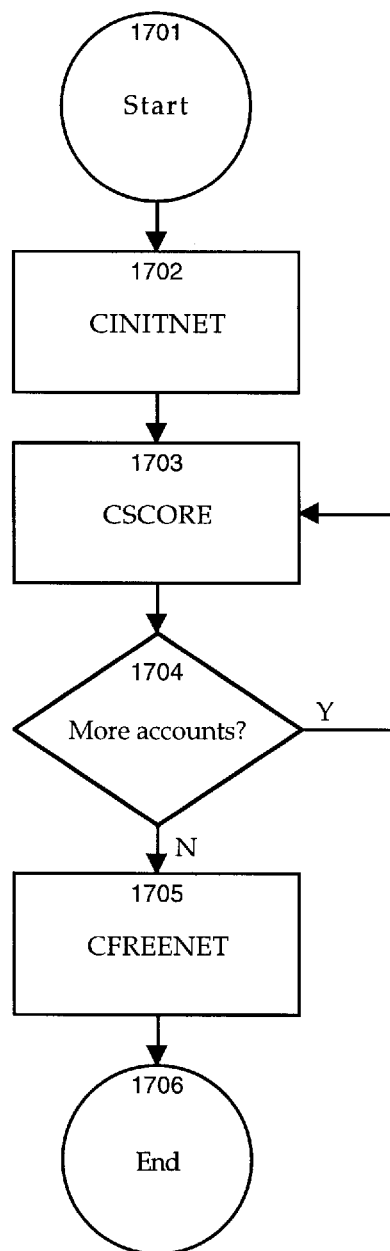 1701
Start
1702
CINITNET
1703
CSCORE
1704
More accounts?
Y
N
1705
CFREENET
1706
End